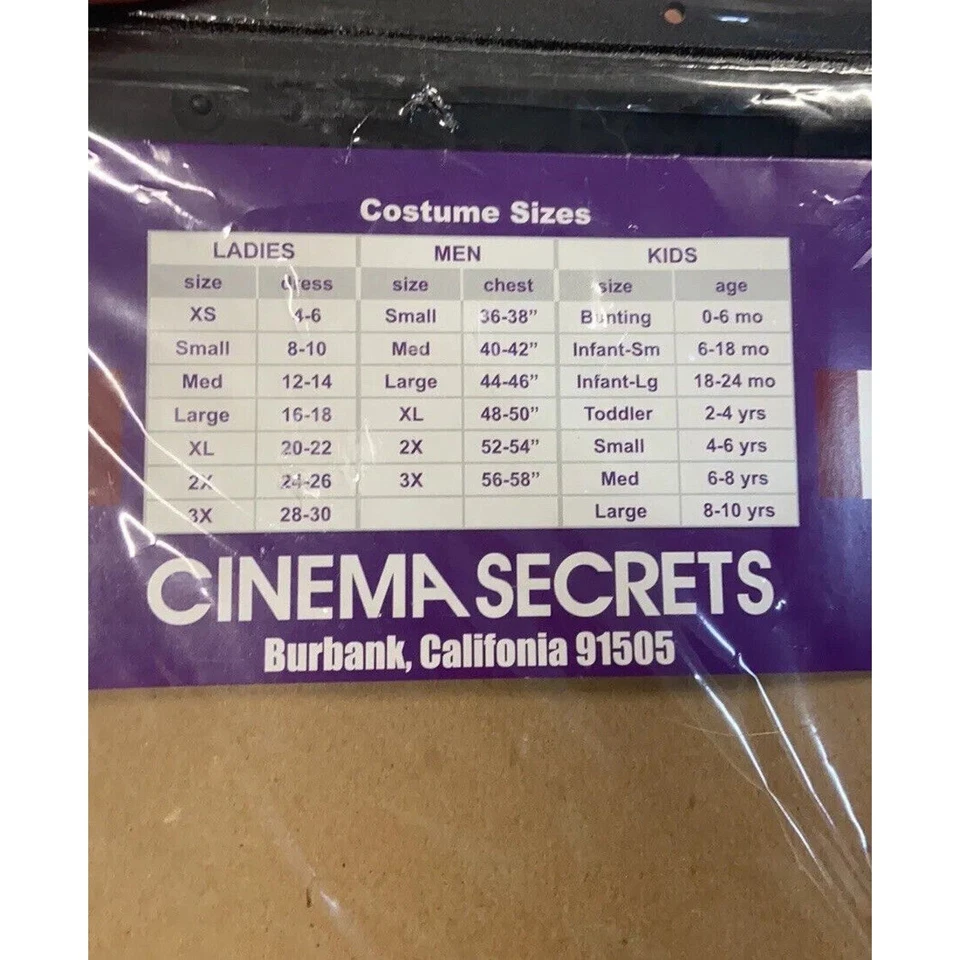 Costume Sizes
LADIES MEN KIDS
size dress size chest size age
XS 4-6 Small 36-38” Bunting 0-6 mo
Small 8-10 Med 40-42” Infant-Sm 6-18 mo
Med 12-14 Large 44-46” Infant-Lg 18-24 mo
Large 16-18 XL 48-50” Toddler 2-4 yrs
XL 20-22 2X 52-54” Small 4-6 yrs
2X 24-26 3X 56-58” Med 6-8 yrs
3X 28-30 Large 8-10 yrs
CINEMA SECRETS
Burbank, Califonia 91505